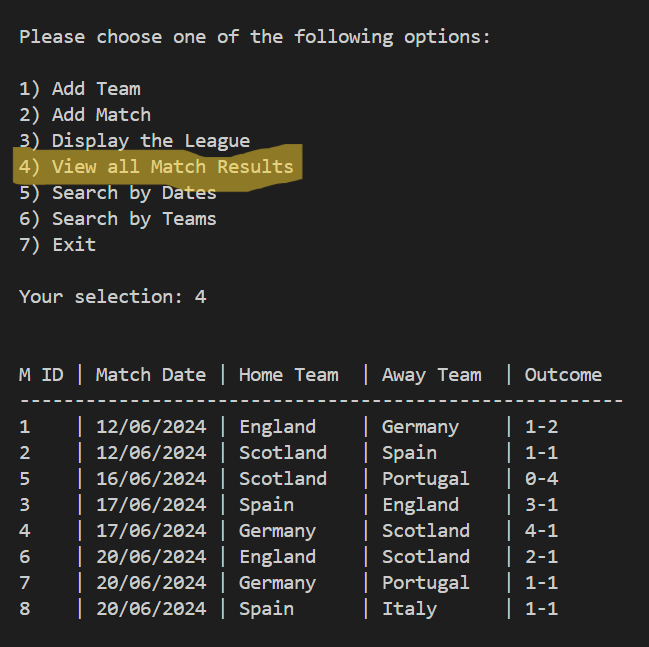 Please choose one of the following options:
1) Add Team
2) Add Match
3) Display the League
4) View all Match Results
5) Search by Dates
6) Search by Teams
7) Exit
Your selection: 4
M ID | Match Date | Home Team  | Away Team  | Outcome
-------------------------------------------------------
1    | 12/06/2024 | England    | Germany    | 1-2
2    | 12/06/2024 | Scotland   | Spain      | 1-1
5    | 16/06/2024 | Scotland   | Portugal   | 0-4
3    | 17/06/2024 | Spain      | England    | 3-1
4    | 17/06/2024 | Germany    | Scotland   | 4-1
6    | 20/06/2024 | England    | Scotland   | 2-1
7    | 20/06/2024 | Germany    | Portugal   | 1-1
8    | 20/06/2024 | Spain      | Italy      | 1-1